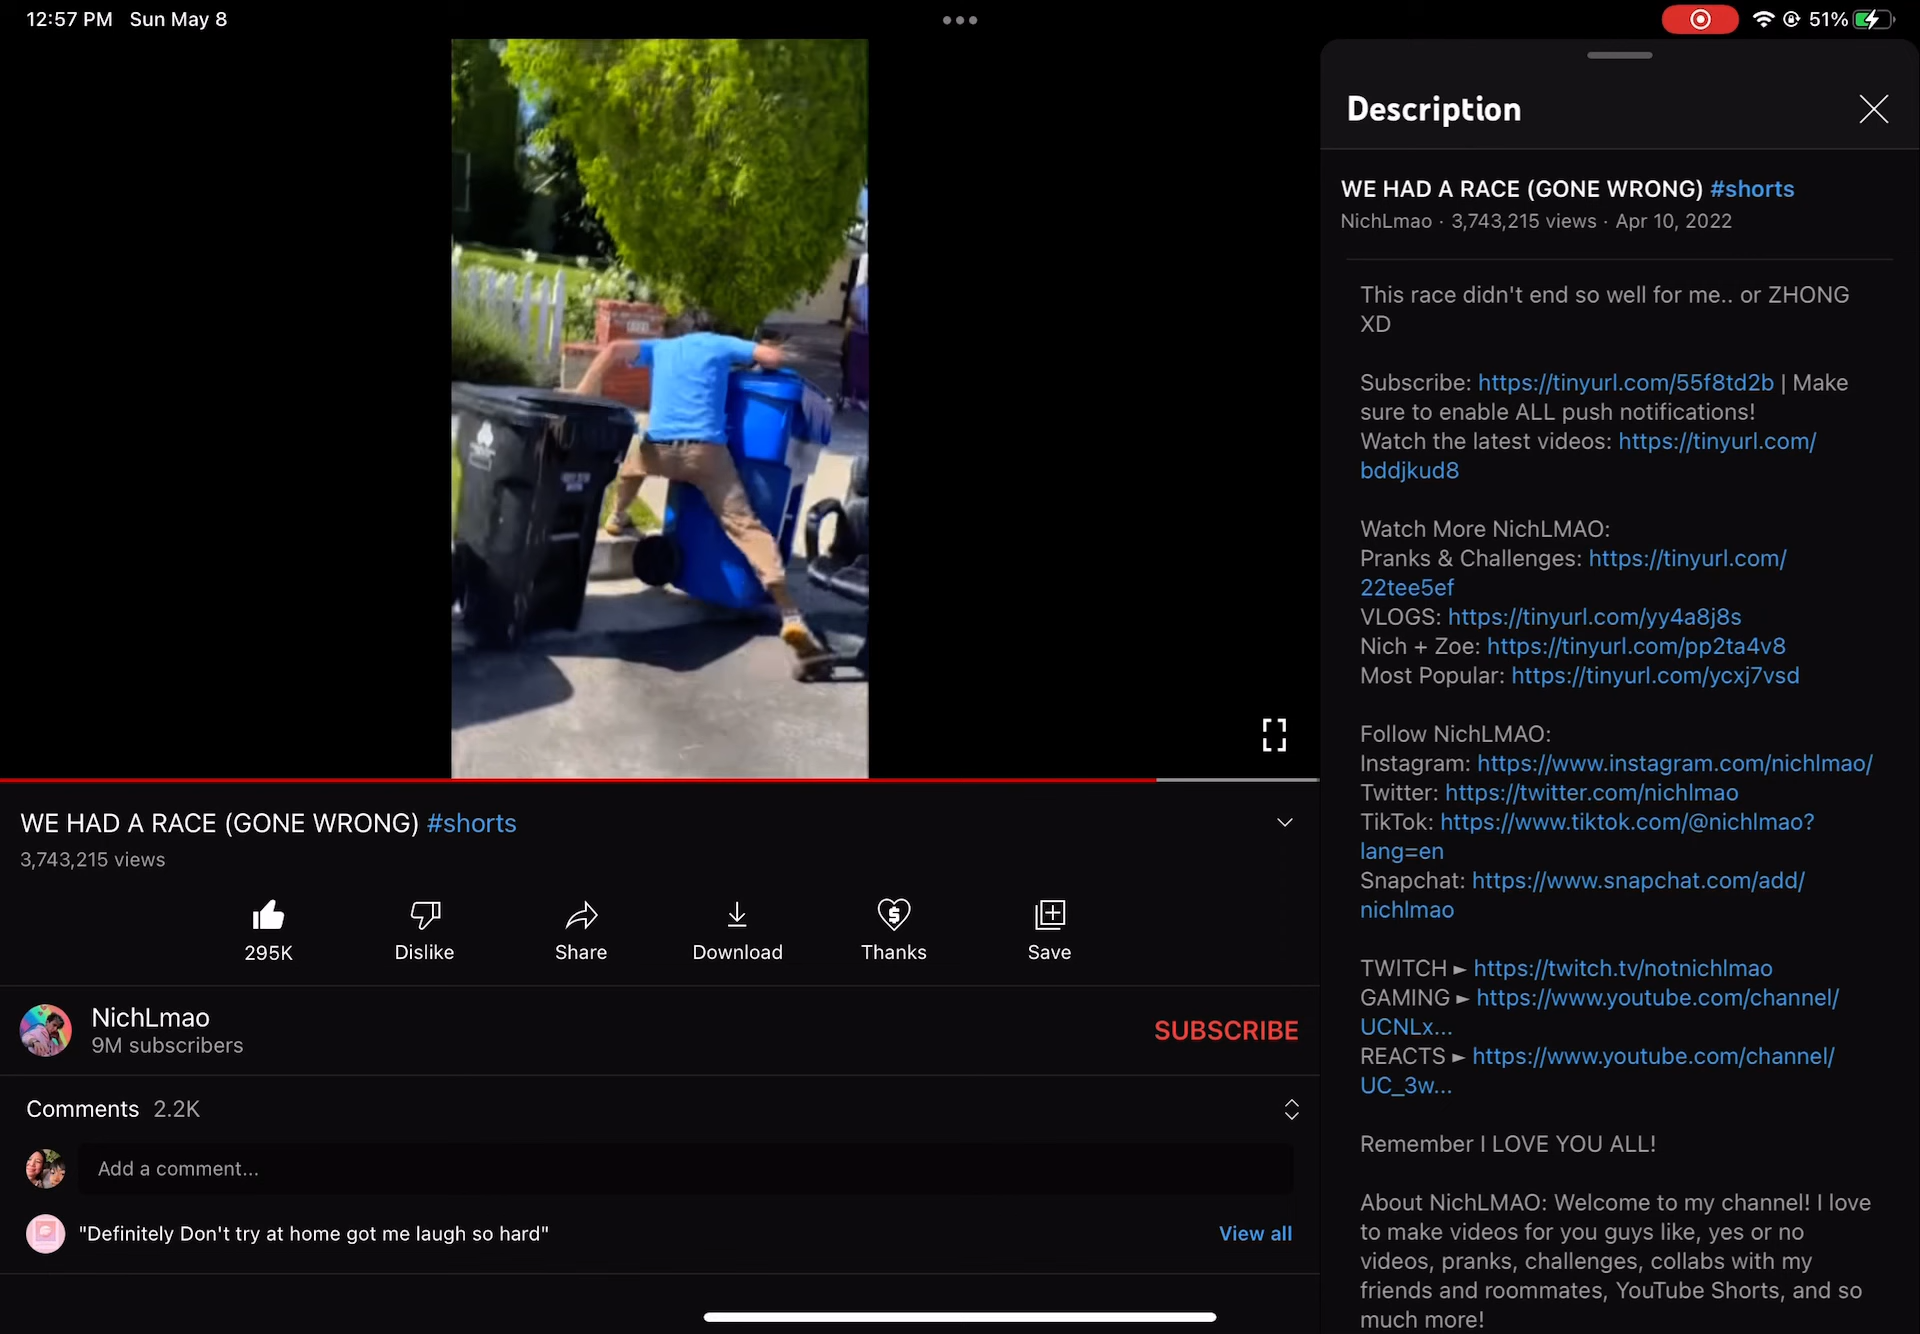 12:57 PM Sun May 8
51%
WE HAD A RACE (GONE WRONG) #shorts
3,743,215 views
295K
Dislike
Share
Download
Thanks
Save
NichLmao
9M subscribers
SUBSCRIBE
Comments 2.2K
Add a comment...
"Definitely Don't try at home got me laugh so hard"
View all
Description
WE HAD A RACE (GONE WRONG) #shorts
NichLmao · 3,743,215 views · Apr 10, 2022
This race didn't end so well for me.. or ZHONG
XD
Subscribe: https://tinyurl.com/55f8td2b | Make
sure to enable ALL push notifications!
Watch the latest videos: https://tinyurl.com/
bddjkud8
Watch More NichLMAO:
Pranks & Challenges: https://tinyurl.com/
22tee5ef
VLOGS: https://tinyurl.com/yy4a8j8s
Nich + Zoe: https://tinyurl.com/pp2ta4v8
Most Popular: https://tinyurl.com/ycxj7vsd
Follow NichLMAO:
Instagram: https://www.instagram.com/nichlmao/
Twitter: https://twitter.com/nichlmao
TikTok: https://www.tiktok.com/@nichlmao?
lang=en
Snapchat: https://www.snapchat.com/add/
nichlmao
TWITCH ► https://twitch.tv/notnichlmao
GAMING ► https://www.youtube.com/channel/
UCNLx...
REACTS ► https://www.youtube.com/channel/
UC_3w...
Remember I LOVE YOU ALL!
About NichLMAO: Welcome to my channel! I love
to make videos for you guys like, yes or no
videos, pranks, challenges, collabs with my
friends and roommates, YouTube Shorts, and so
much more!